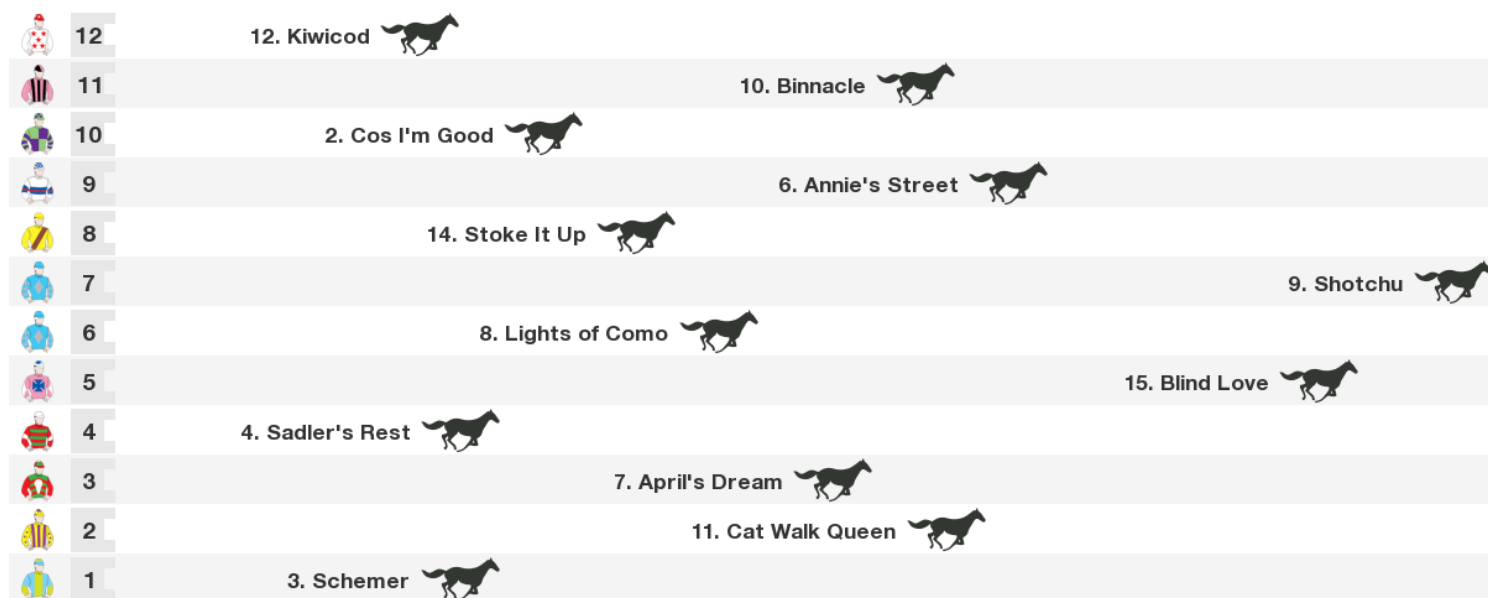 12 12. Kiwicod
11 10. Binnacle
10 2. Cos I'm Good
9 6. Annie's Street
8 14. Stoke It Up
7 9. Shotchu
6 8. Lights of Como
5 15. Blind Love
4 4. Sadler's Rest
3 7. April's Dream
2 11. Cat Walk Queen
1 3. Schemer